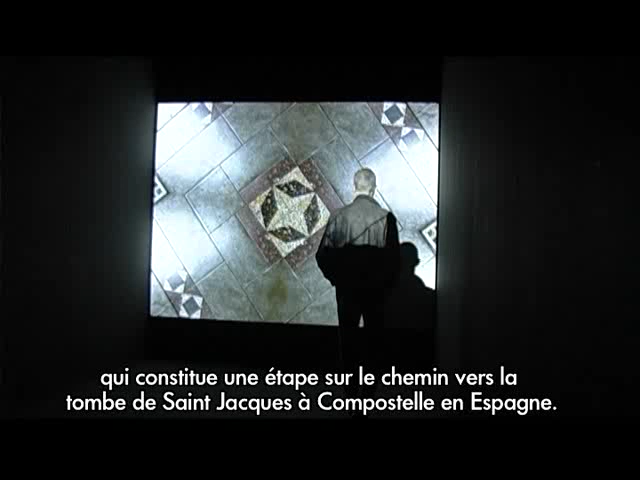 qui constitue une étape sur le chemin vers la
tombe de Saint Jacques à Compostelle en Espagne.